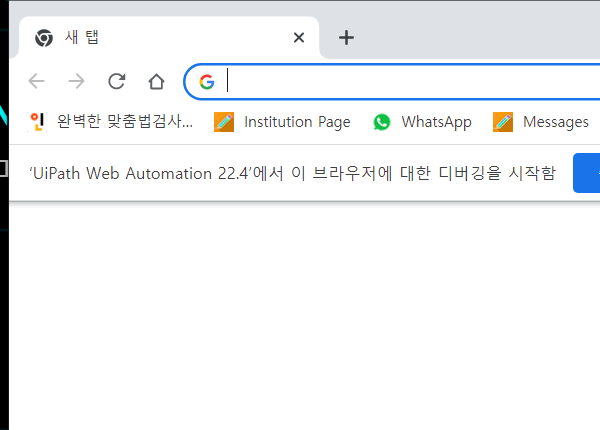 새 탭
완벽한 맞춤법검사... Institution Page WhatsApp Messages
'UiPath Web Automation 22.4'에서 이 브라우저에 대한 디버깅을 시작함